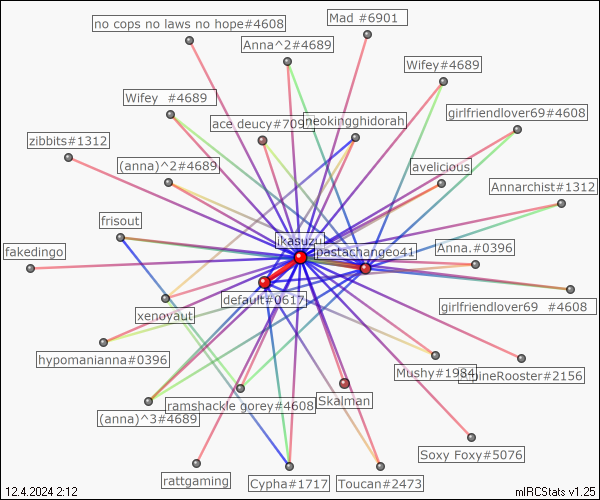 no cops no laws no hope#4608
Mad #6901
Anna^2#4689
Wifey#4689
Wifey  #4689
girlfriendlover69#4608
ace deucy#709
neokingghidorah
zibbits#1312
(anna)^2#4689
avelicious
Annarchist#1312
frisout
ikasuzu
pastachangeo41
Anna.#0396
fakedingo
default#0617
girlfriendlover69  #4608
xenoyaut
hypomanianna#0396
Mushy#1984
pineRooster#2156
ramshackle gorey#4608
Skalman
(anna)^3#4689
Soxy Foxy#5076
rattgaming
Cypha#1717
Toucan#2473
12.4.2024 2:12
mIRCStats v1.25